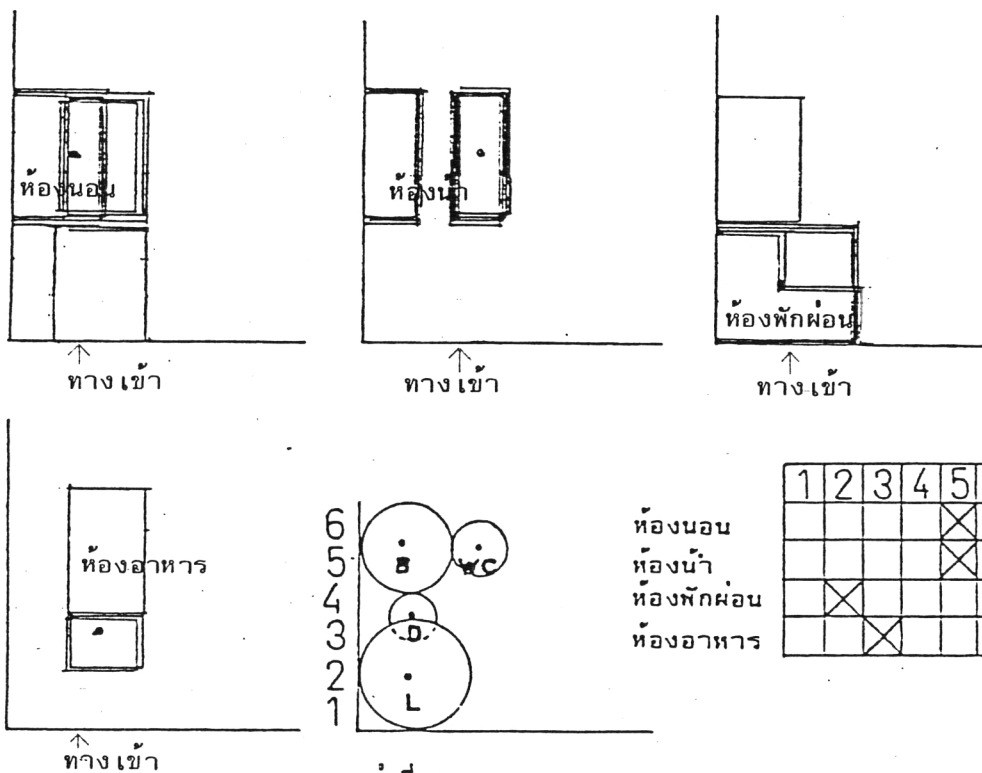 ห้องนอน
ทางเข้า
ห้องน้ำ
ทางเข้า
ห้องพักผ่อน
ทางเข้า
ห้องอาหาร
ทางเข้า
6
5
4
3
2
1
B
WC
D
L
1 2 3 4 5
ห้องนอน
ห้องน้ำ
ห้องพักผ่อน
ห้องอาหาร